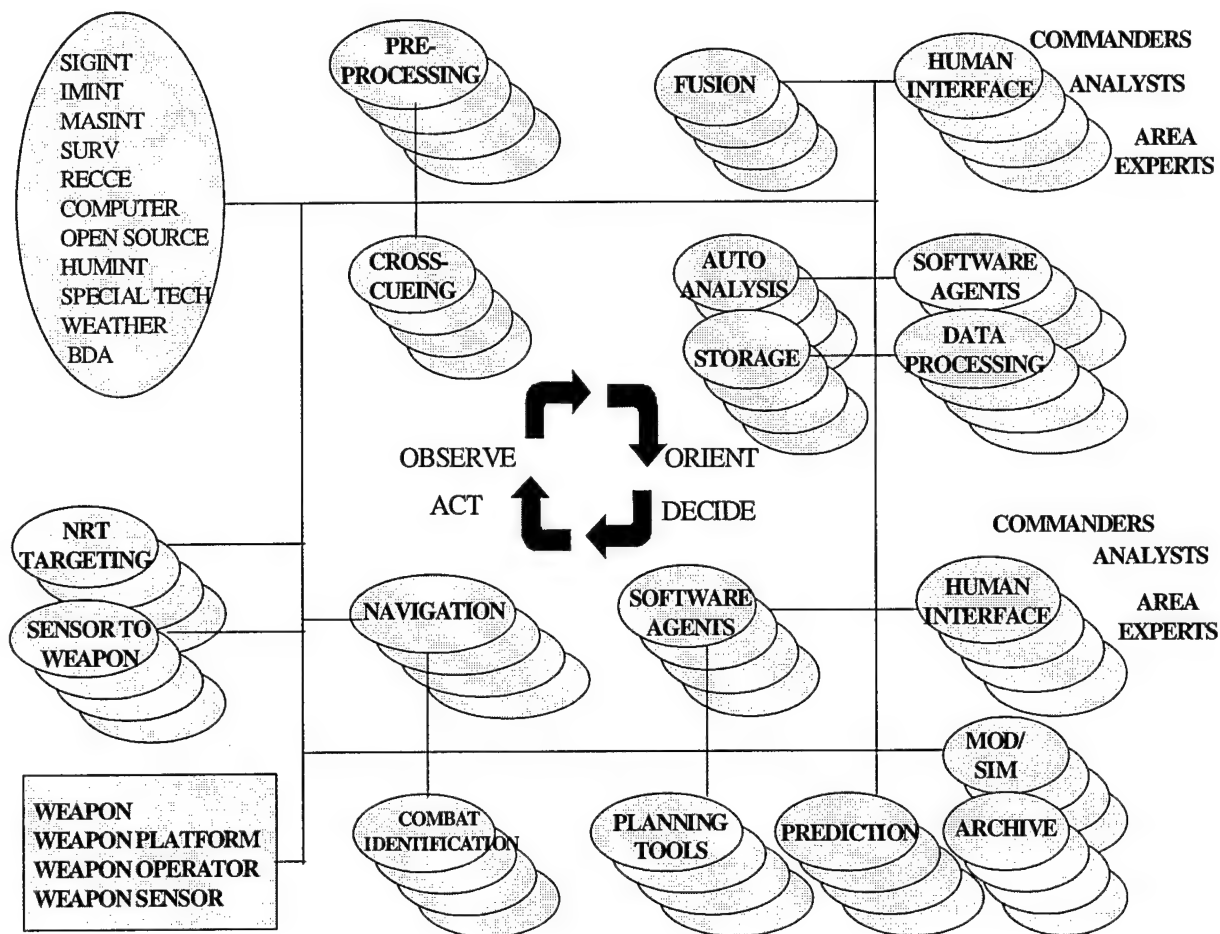 SIGINT
IMINT
MASINT
SURV
RECCE
COMPUTER
OPEN SOURCE
HUMINT
SPECIAL TECH
WEATHER
BDA
PRE-
PROCESSING
FUSION
HUMAN
INTERFACE
COMMANDERS
ANALYSTS
AREA
EXPERTS
CROSS-
CUEING
AUTO
ANALYSIS
SOFTWARE
AGENTS
STORAGE
DATA
PROCESSING
OBSERVE
ORIENT
ACT
DECIDE
NRT
TARGETING
SENSOR TO
WEAPON
NAVIGATION
SOFTWARE
AGENTS
HUMAN
INTERFACE
COMMANDERS
ANALYSTS
AREA
EXPERTS
WEAPON
WEAPON PLATFORM
WEAPON OPERATOR
WEAPON SENSOR
COMBAT
IDENTIFICATION
PLANNING
TOOLS
PREDICTION
MOD/
SIM
ARCHIVE